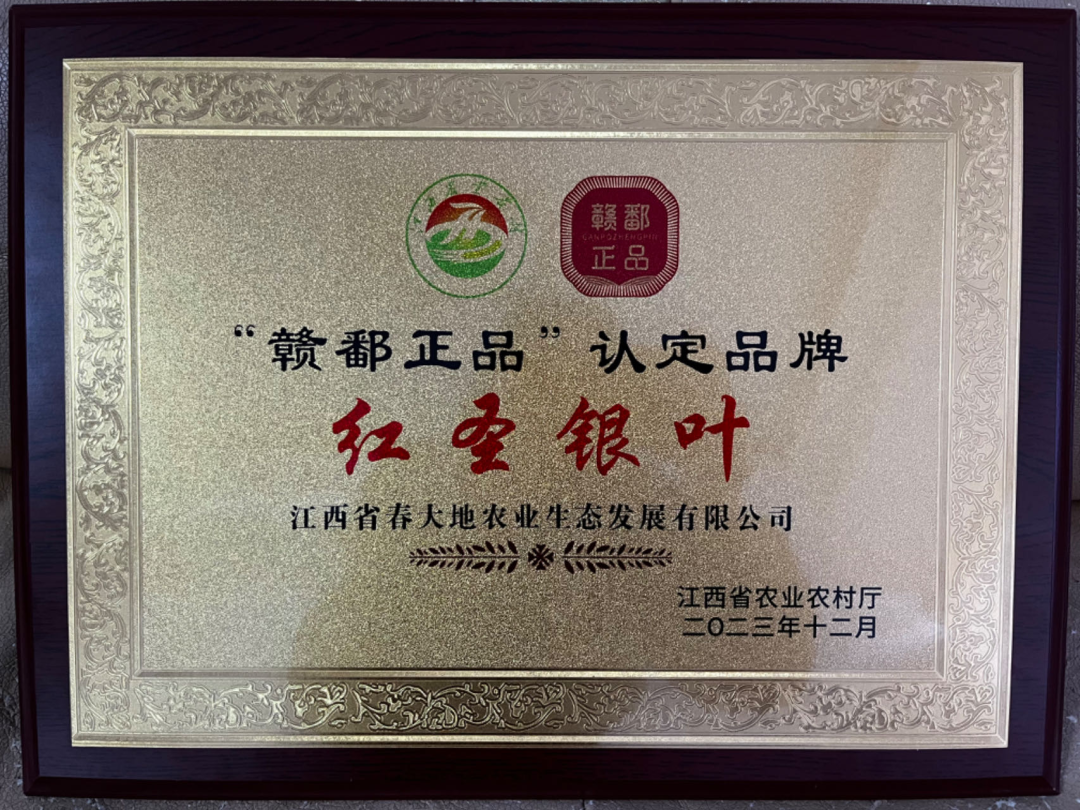 赣鄱
GANPOZHENGPIN
正品
“赣鄱正品”认定品牌
红圣银叶
江西省春大地农业生态发展有限公司
江西省农业农村厅
二〇二三年十二月